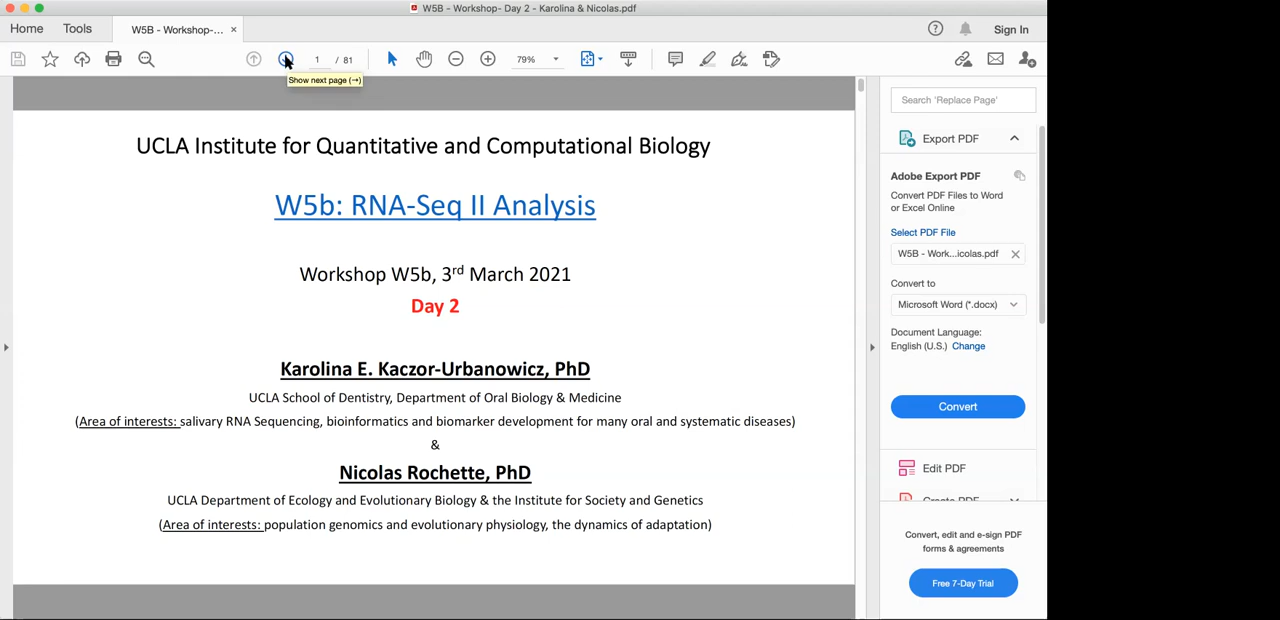 W5B - Workshop- Day 2 - Karolina & Nicolas.pdf
Home Tools W5B - Workshop-... × Sign In
1 / 81 79%
Show next page (→)
Search 'Replace Page'
Export PDF
Adobe Export PDF
Convert PDF Files to Word
or Excel Online
Select PDF File
W5B - Work...icolas.pdf
Convert to
Microsoft Word (*.docx)
Document Language:
English (U.S.) Change
Convert
Edit PDF
Create PDF
Convert, edit and e-sign PDF
forms & agreements
Free 7-Day Trial
UCLA Institute for Quantitative and Computational Biology
W5b: RNA-Seq II Analysis
Workshop W5b, 3rd March 2021
Day 2
Karolina E. Kaczor-Urbanowicz, PhD
UCLA School of Dentistry, Department of Oral Biology & Medicine
(Area of interests: salivary RNA Sequencing, bioinformatics and biomarker development for many oral and systematic diseases)
&
Nicolas Rochette, PhD
UCLA Department of Ecology and Evolutionary Biology & the Institute for Society and Genetics
(Area of interests: population genomics and evolutionary physiology, the dynamics of adaptation)